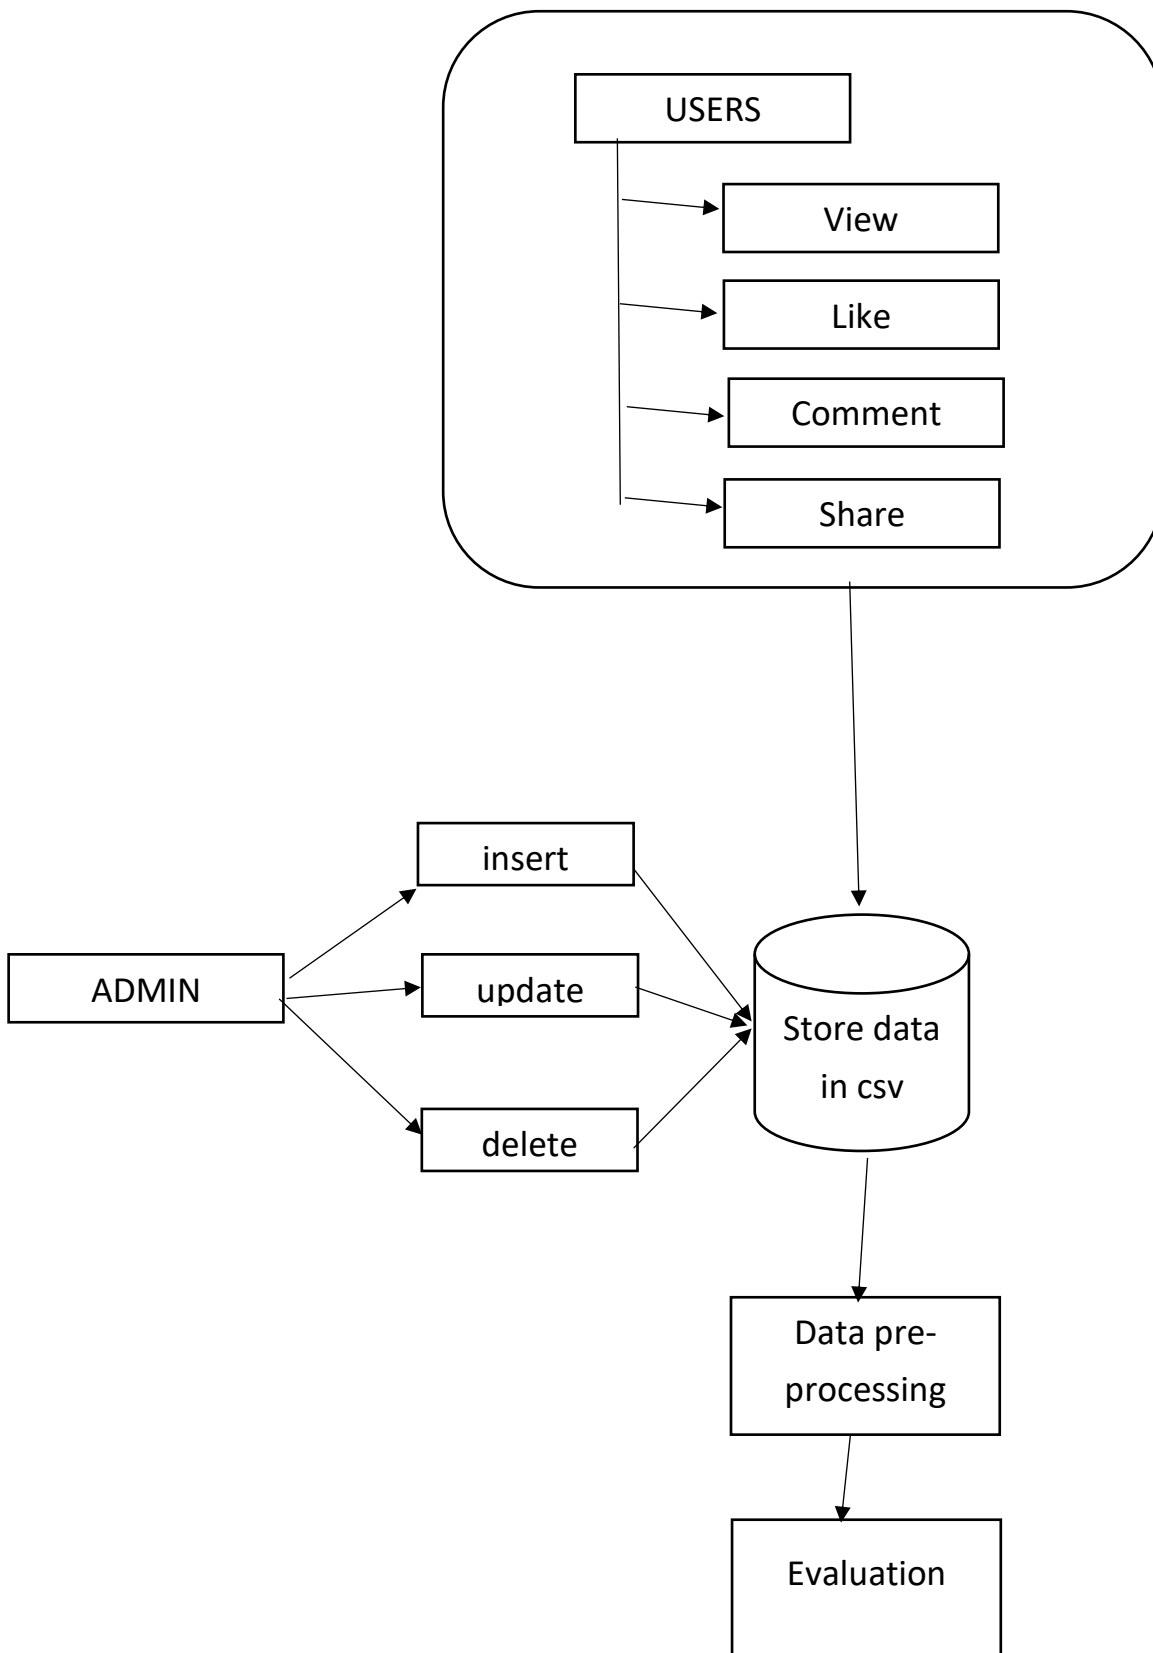 USERS
View
Like
Comment
Share
insert
ADMIN
update
Store data
in csv
delete
Data pre-
processing
Evaluation